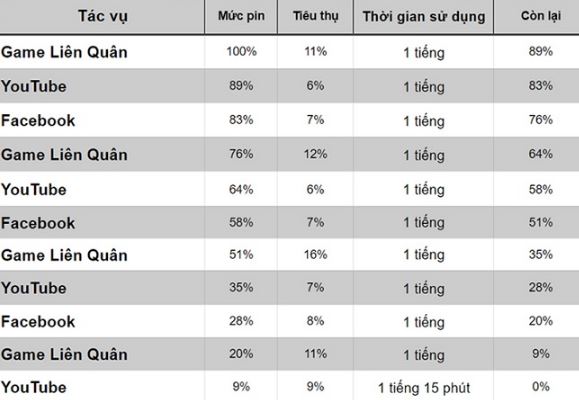 Tác vụ Mức pin Tiêu thụ Thời gian sử dụng Còn lại
Game Liên Quân 100% 11% 1 tiếng 89%
YouTube 89% 6% 1 tiếng 83%
Facebook 83% 7% 1 tiếng 76%
Game Liên Quân 76% 12% 1 tiếng 64%
YouTube 64% 6% 1 tiếng 58%
Facebook 58% 7% 1 tiếng 51%
Game Liên Quân 51% 16% 1 tiếng 35%
YouTube 35% 7% 1 tiếng 28%
Facebook 28% 8% 1 tiếng 20%
Game Liên Quân 20% 11% 1 tiếng 9%
YouTube 9% 9% 1 tiếng 15 phút 0%